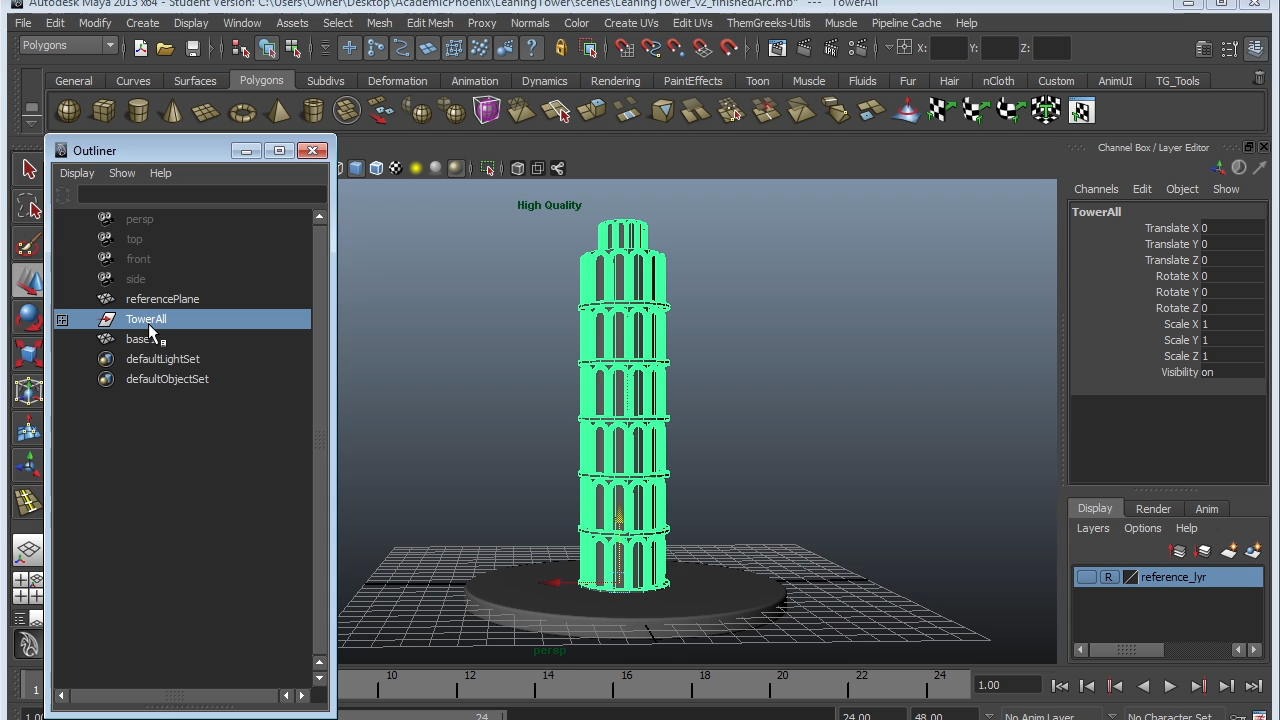 Autodesk Maya 2013 x64 - Student Version: C:\Users\Owner\Desktop\AcademicPhoenix\LeaningTower\scenes\LeaningTower_v2_finishedArc.mb* --- TowerAll
File Edit Modify Create Display Window Assets Select Mesh Edit Mesh Proxy Normals Color Create UVs Edit UVs ThemGreeks-Utils Muscle Pipeline Cache Help
Polygons X: Y: Z:
General Curves Surfaces Polygons Subdivs Deformation Animation Dynamics Rendering PaintEffects Toon Muscle Fluids Fur Hair nCloth Custom AnimUI TG_Tools
Outliner
Display Show Help
persp
top
front
side
referencePlane
TowerAll
base
defaultLightSet
defaultObjectSet
High Quality
persp
Channel Box / Layer Editor
Channels Edit Object Show
TowerAll
Translate X 0
Translate Y 0
Translate Z 0
Rotate X 0
Rotate Y 0
Rotate Z 0
Scale X 1
Scale Y 1
Scale Z 1
Visibility on
Display Render Anim
Layers Options Help
R reference_lyr
1 10 12 14 16 18 20 22 24 1.00
1.00 24 24.00 48.00 No Anim Layer No Character Set